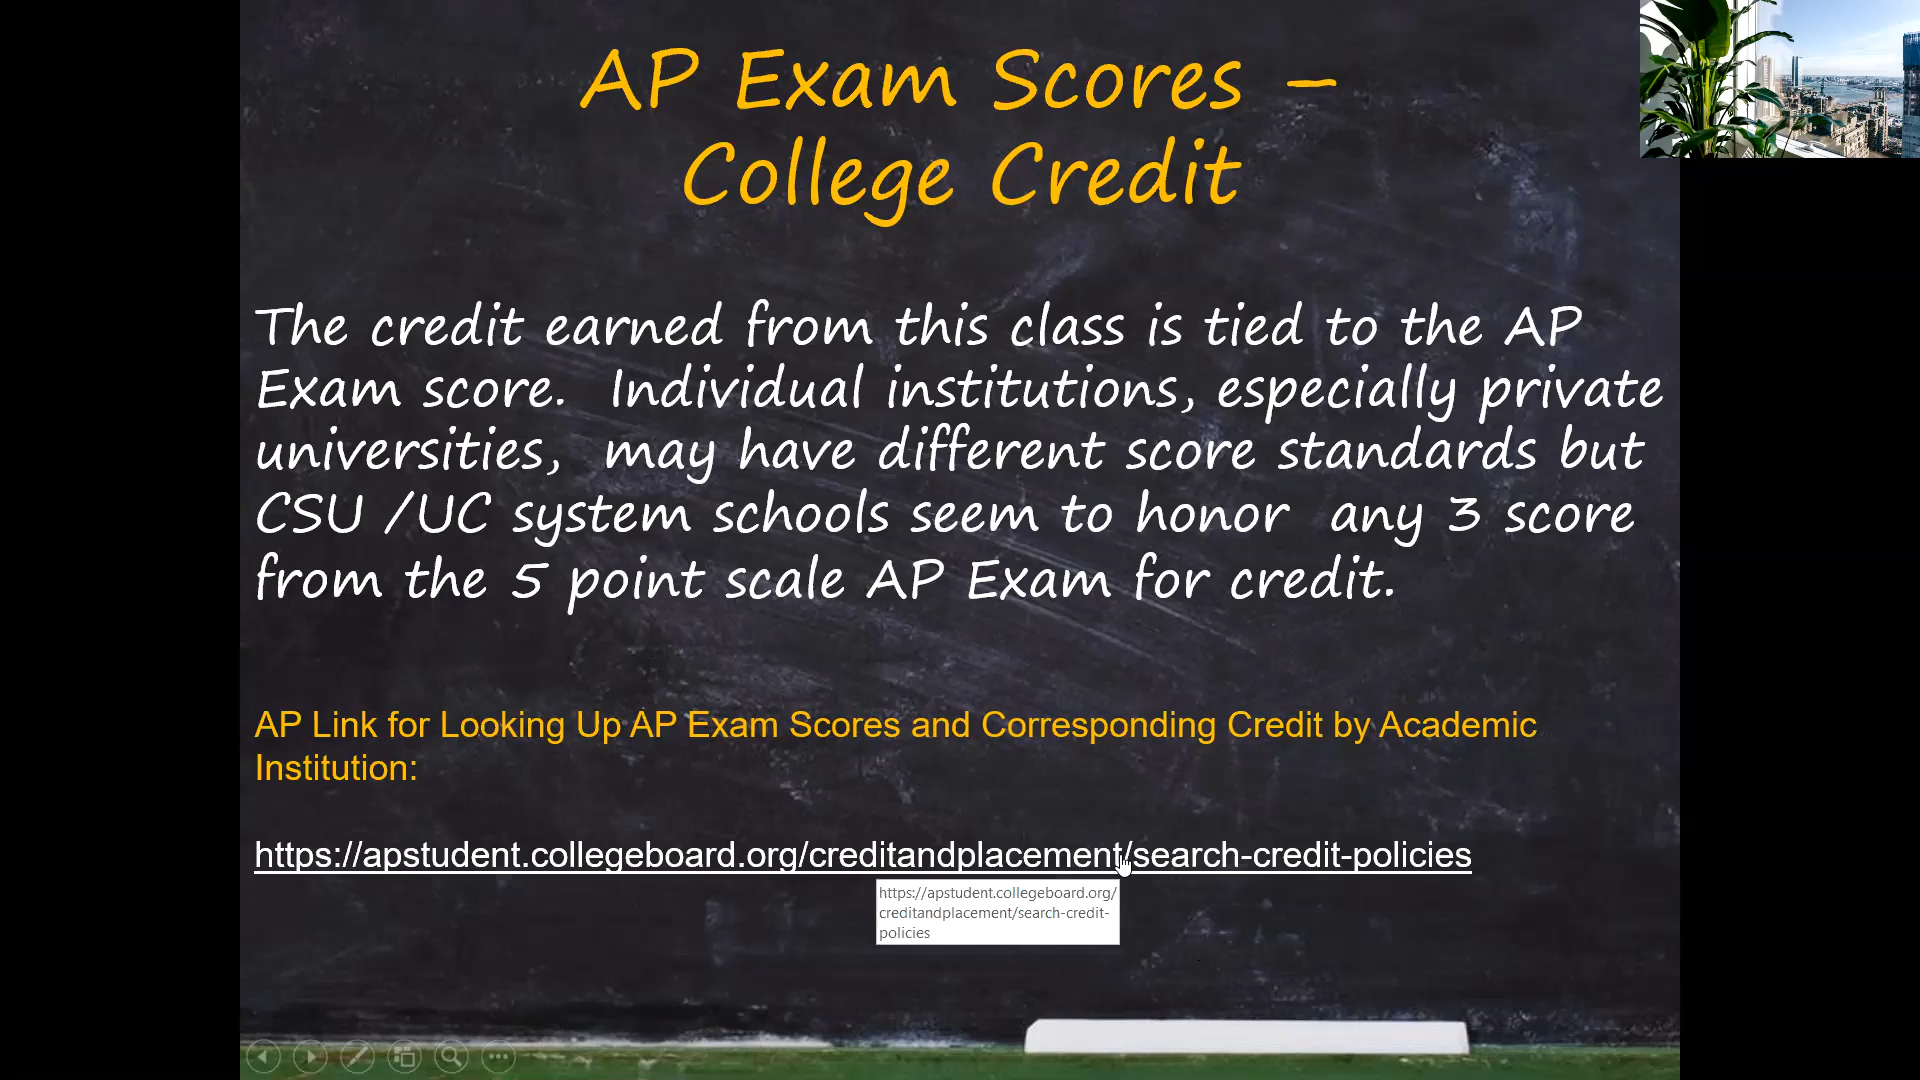 AP Exam Scores –
College Credit
The credit earned from this class is tied to the AP
Exam score. Individual institutions, especially private
universities, may have different score standards but
CSU /UC system schools seem to honor any 3 score
from the 5 point scale AP Exam for credit.
AP Link for Looking Up AP Exam Scores and Corresponding Credit by Academic
Institution:
https://apstudent.collegeboard.org/creditandplacement/search-credit-policies
https://apstudent.collegeboard.org/
creditandplacement/search-credit-
policies